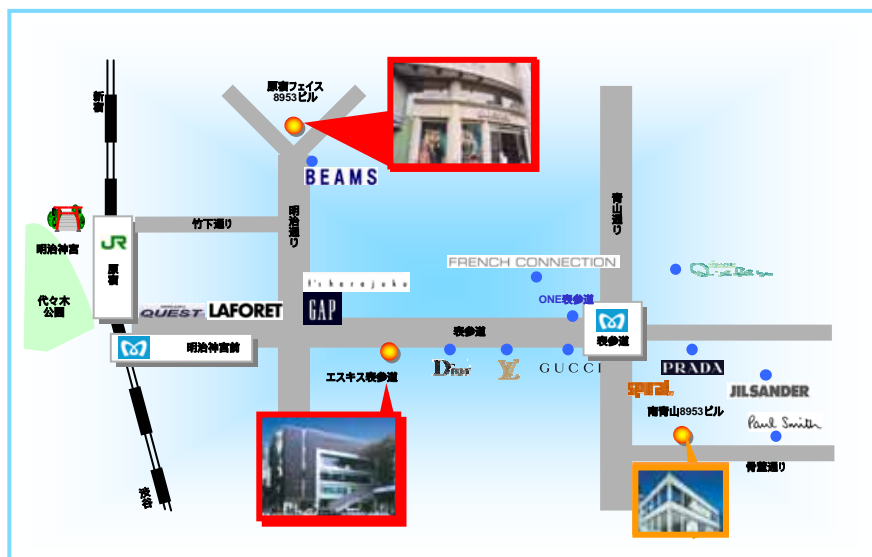 新宿
原宿フェイス
8953ビル
BEAMS
竹下通り
明治通り
青山通り
明治神宮
JR
原宿
代々木
公園
FRENCH CONNECTION
f's harajuku
GAP
QUEST
LAFORET
ONE表参道
表参道
表参道
明治神宮前
エスキス表参道
Dior
LV
GUCCI
PRADA
spiral
JILSANDER
南青山8953ビル
Paul Smith
骨董通り
渋谷